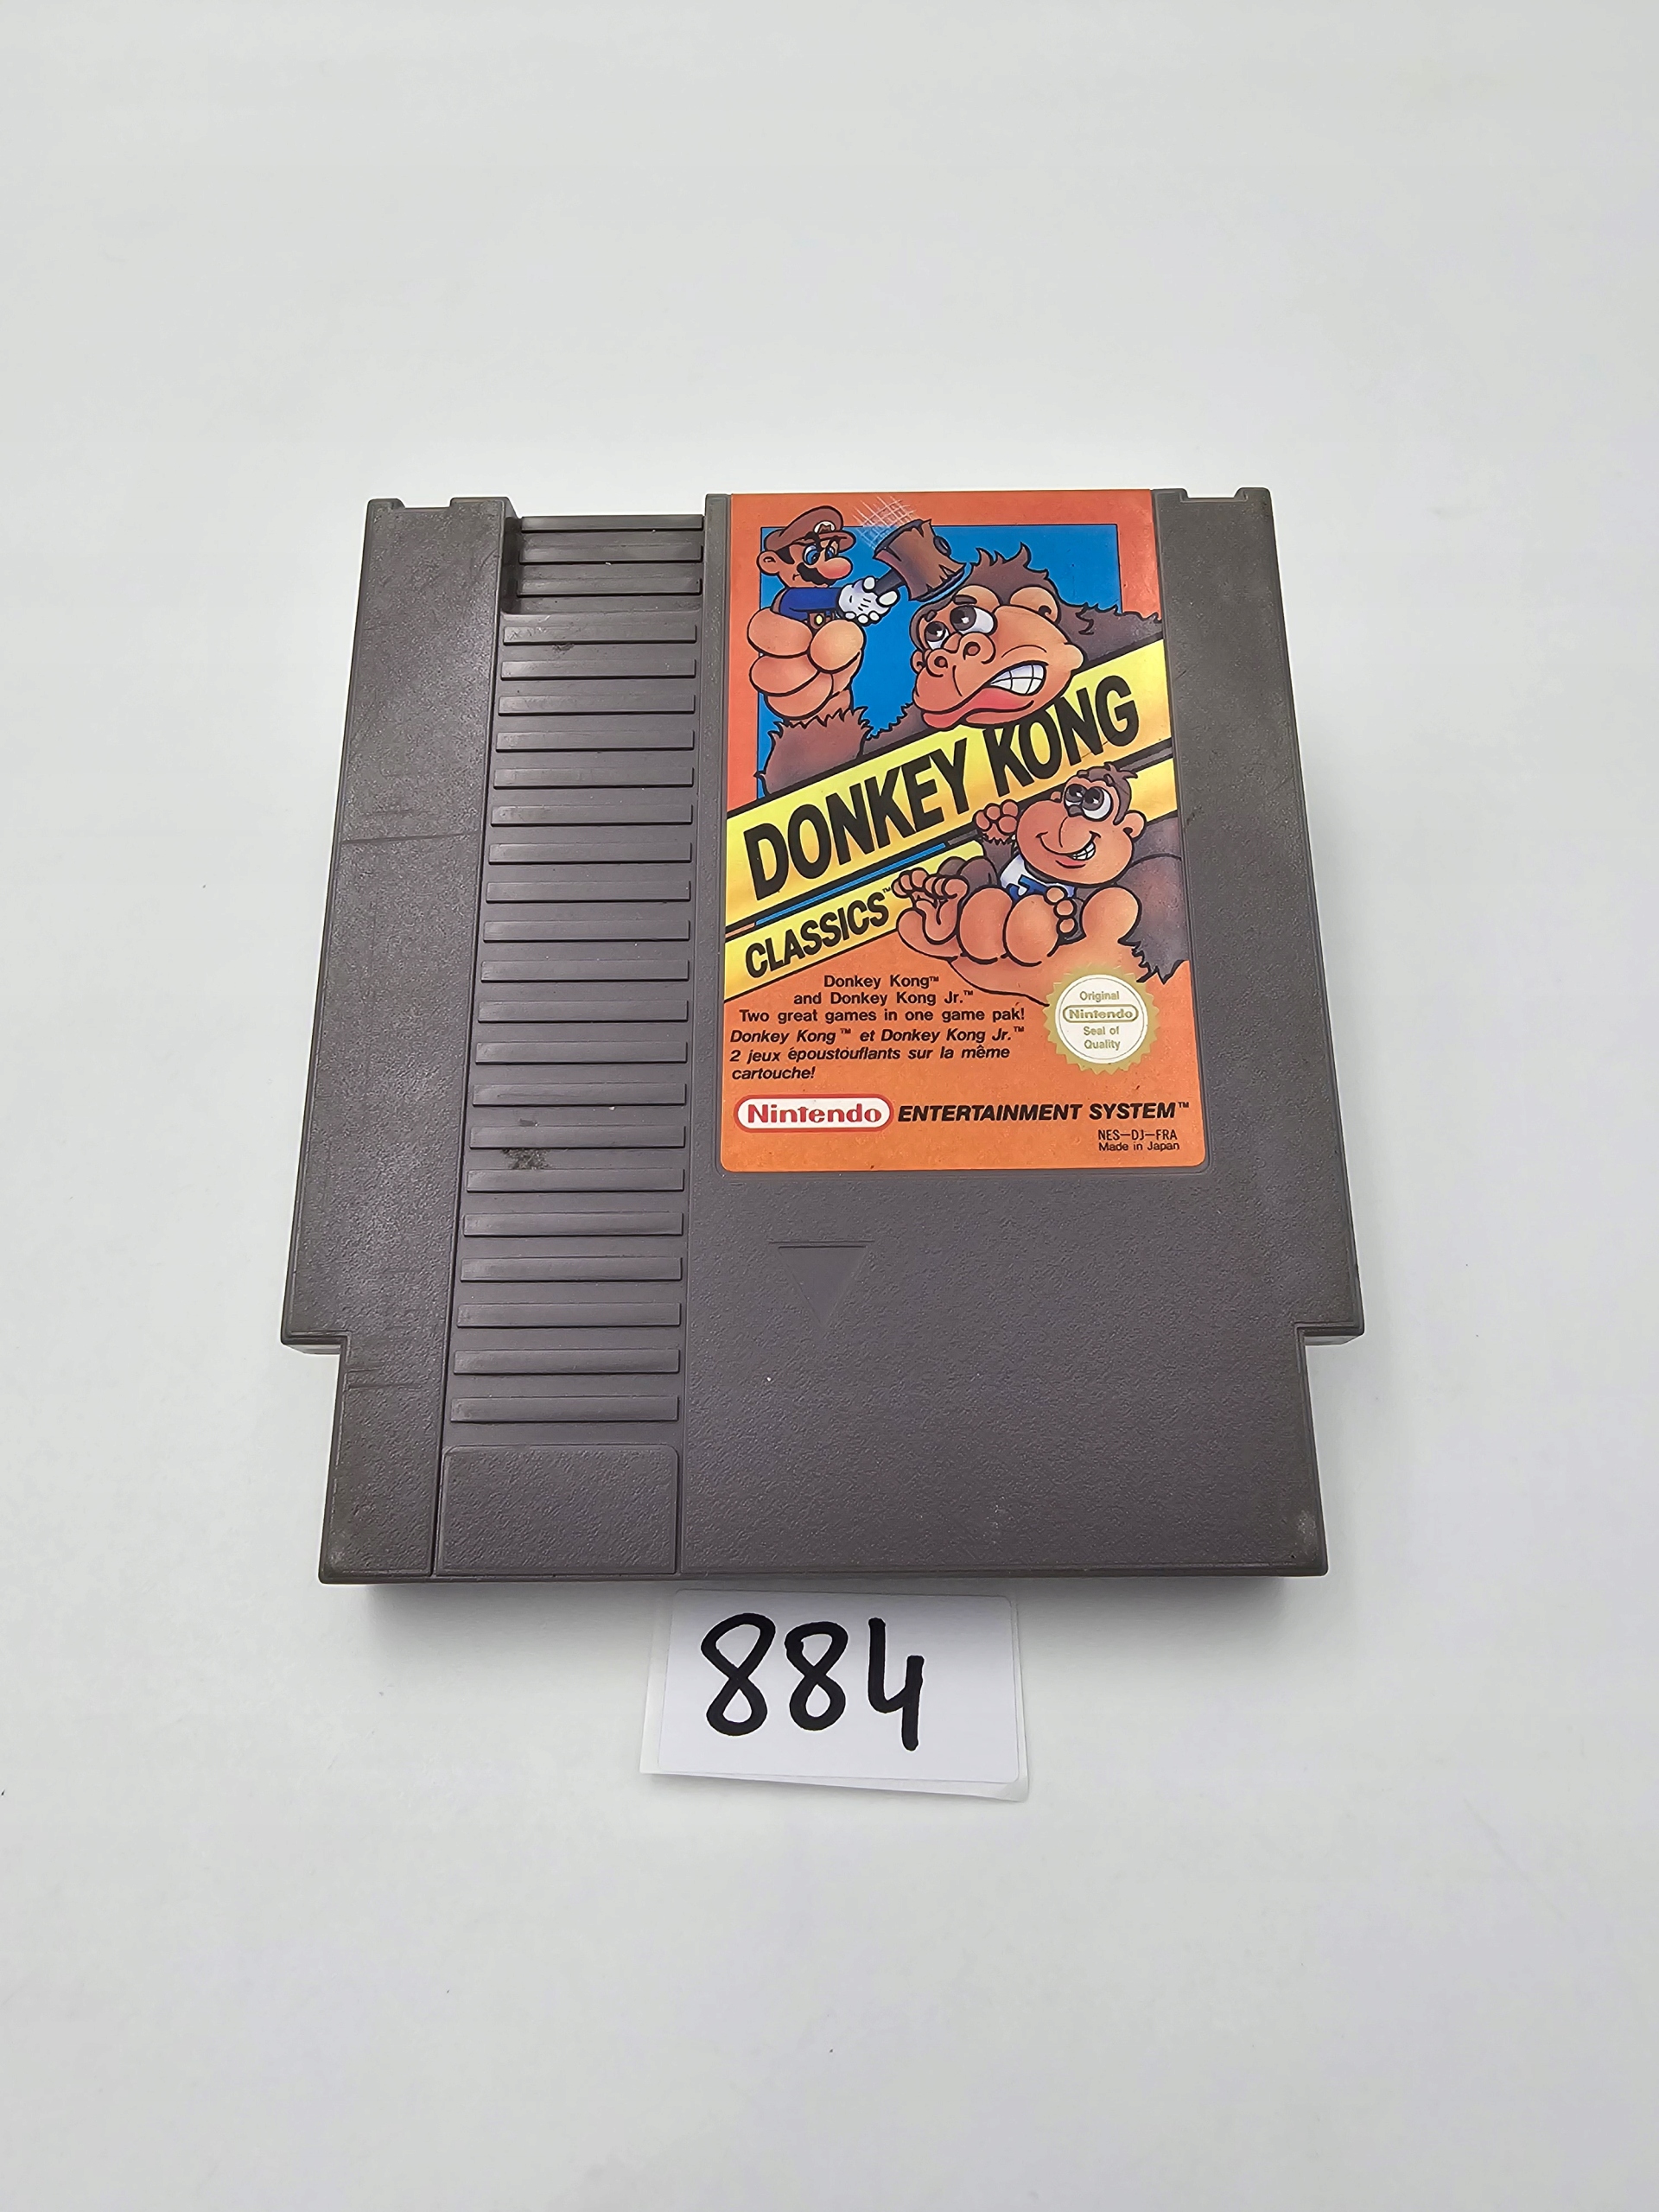 M
DONKEY KONG
CLASSICS™
J
Donkey Kong™
and Donkey Kong Jr.™
Two great games in one game pak!
Donkey Kong™ et Donkey Kong Jr.™
2 jeux époustouflants sur la même
cartouche!
Original
Nintendo
Seal of
Quality
Nintendo ENTERTAINMENT SYSTEM™
NES-DJ-FRA
Made in Japan
884